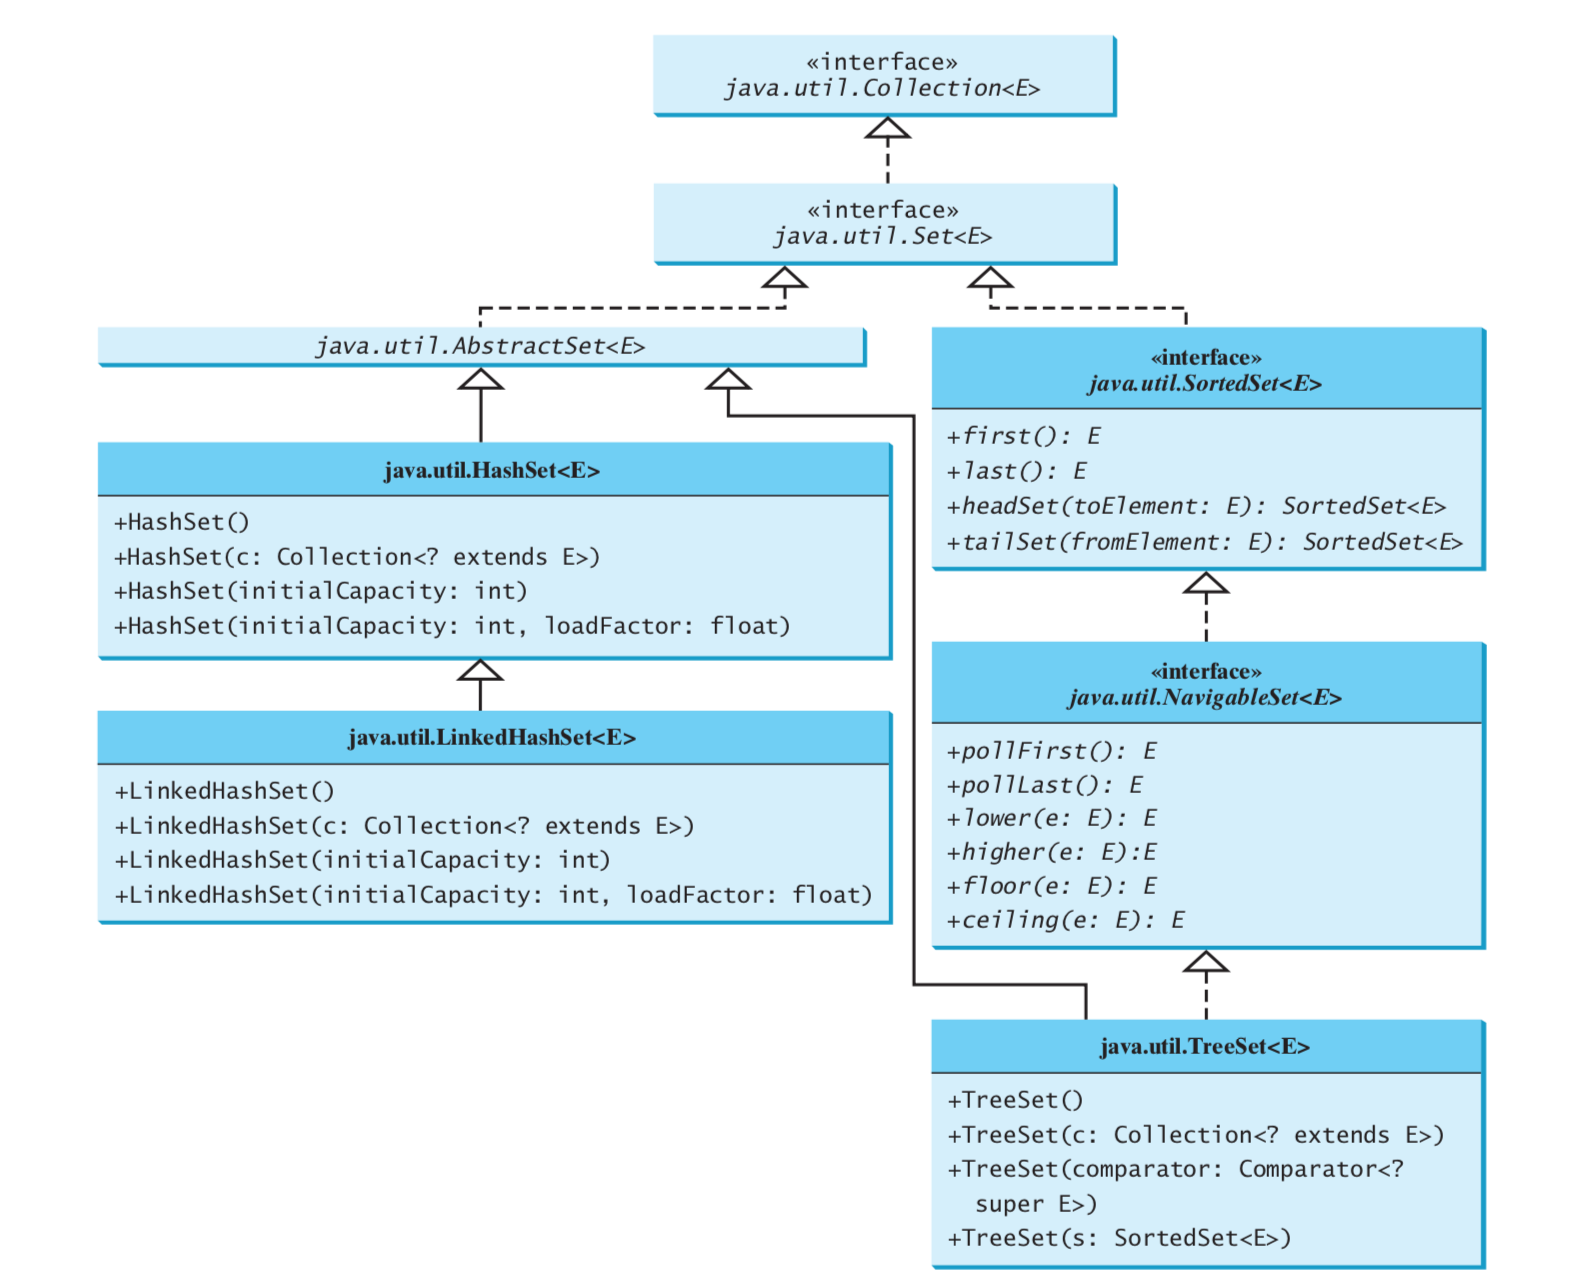 «interface»
java.util.Collection<E>
«interface»
java.util.Set<E>
java.util.AbstractSet<E>
java.util.HashSet<E>
+HashSet()
+HashSet(c: Collection<? extends E>)
+HashSet(initialCapacity: int)
+HashSet(initialCapacity: int, loadFactor: float)
java.util.LinkedHashSet<E>
+LinkedHashSet()
+LinkedHashSet(c: Collection<? extends E>)
+LinkedHashSet(initialCapacity: int)
+LinkedHashSet(initialCapacity: int, loadFactor: float)
«interface»
java.util.SortedSet<E>
+first(): E
+last(): E
+headSet(toElement: E): SortedSet<E>
+tailSet(fromElement: E): SortedSet<E>
«interface»
java.util.NavigableSet<E>
+pollFirst(): E
+pollLast(): E
+lower(e: E): E
+higher(e: E):E
+floor(e: E): E
+ceiling(e: E): E
java.util.TreeSet<E>
+TreeSet()
+TreeSet(c: Collection<? extends E>)
+TreeSet(comparator: Comparator<?
super E>)
+TreeSet(s: SortedSet<E>)